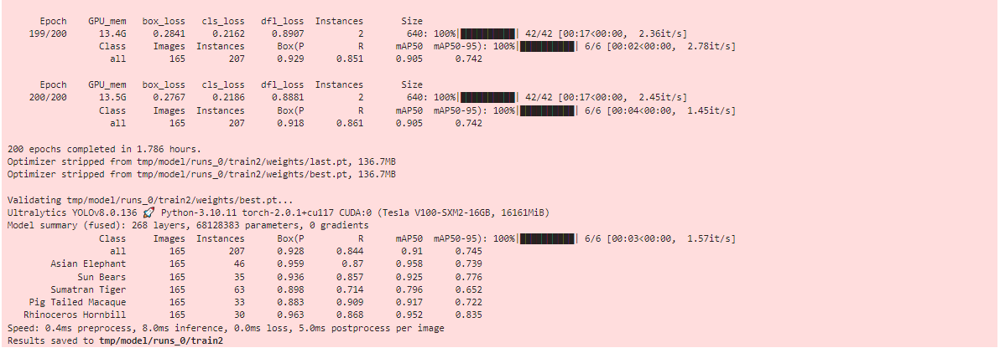 Epoch GPU_mem box_loss cls_loss dfl_loss Instances Size
199/200 13.4G 0.2841 0.2162 0.8907 2 640: 100%|██████████| 42/42 [00:17<00:00, 2.36it/s]
Class Images Instances Box(P R mAP50 mAP50-95): 100%|██████████| 6/6 [00:02<00:00, 2.78it/s]
all 165 207 0.929 0.851 0.905 0.742
Epoch GPU_mem box_loss cls_loss dfl_loss Instances Size
200/200 13.5G 0.2767 0.2186 0.8881 2 640: 100%|██████████| 42/42 [00:17<00:00, 2.45it/s]
Class Images Instances Box(P R mAP50 mAP50-95): 100%|██████████| 6/6 [00:04<00:00, 1.45it/s]
all 165 207 0.918 0.861 0.905 0.742
200 epochs completed in 1.786 hours.
Optimizer stripped from tmp/model/runs_0/train2/weights/last.pt, 136.7MB
Optimizer stripped from tmp/model/runs_0/train2/weights/best.pt, 136.7MB
Validating tmp/model/runs_0/train2/weights/best.pt...
Ultralytics YOLOv8.0.136 🚀 Python-3.10.11 torch-2.0.1+cu117 CUDA:0 (Tesla V100-SXM2-16GB, 16161MiB)
Model summary (fused): 268 layers, 68128383 parameters, 0 gradients
Class Images Instances Box(P R mAP50 mAP50-95): 100%|██████████| 6/6 [00:03<00:00, 1.57it/s]
all 165 207 0.928 0.844 0.91 0.745
Asian Elephant 165 46 0.959 0.87 0.958 0.739
Sun Bears 165 35 0.936 0.857 0.925 0.776
Sumatran Tiger 165 63 0.898 0.714 0.796 0.652
Pig Tailed Macaque 165 33 0.883 0.909 0.917 0.722
Rhinoceros Hornbill 165 30 0.963 0.868 0.952 0.835
Speed: 0.4ms preprocess, 8.0ms inference, 0.0ms loss, 5.0ms postprocess per image
Results saved to tmp/model/runs_0/train2